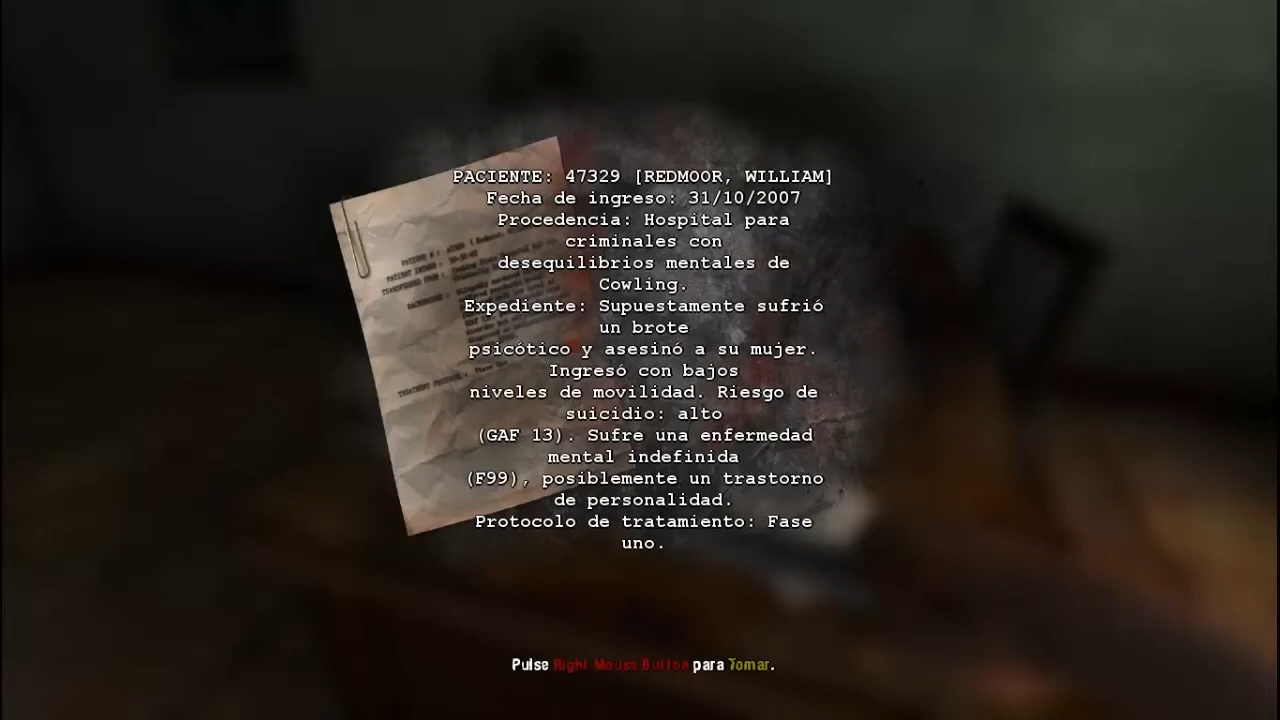 PACIENTE: 47329 [REDMOOR, WILLIAM]
Fecha de ingreso: 31/10/2007
Procedencia: Hospital para
criminales con
desequilibrios mentales de
Cowling.
Expediente: Supuestamente sufrió
un brote
psicótico y asesinó a su mujer.
Ingresó con bajos
niveles de movilidad. Riesgo de
suicidio: alto
(GAF 13). Sufre una enfermedad
mental indefinida
(F99), posiblemente un trastorno
de personalidad.
Protocolo de tratamiento: Fase
uno.
Pulse Right Mouse Button para Tomar.